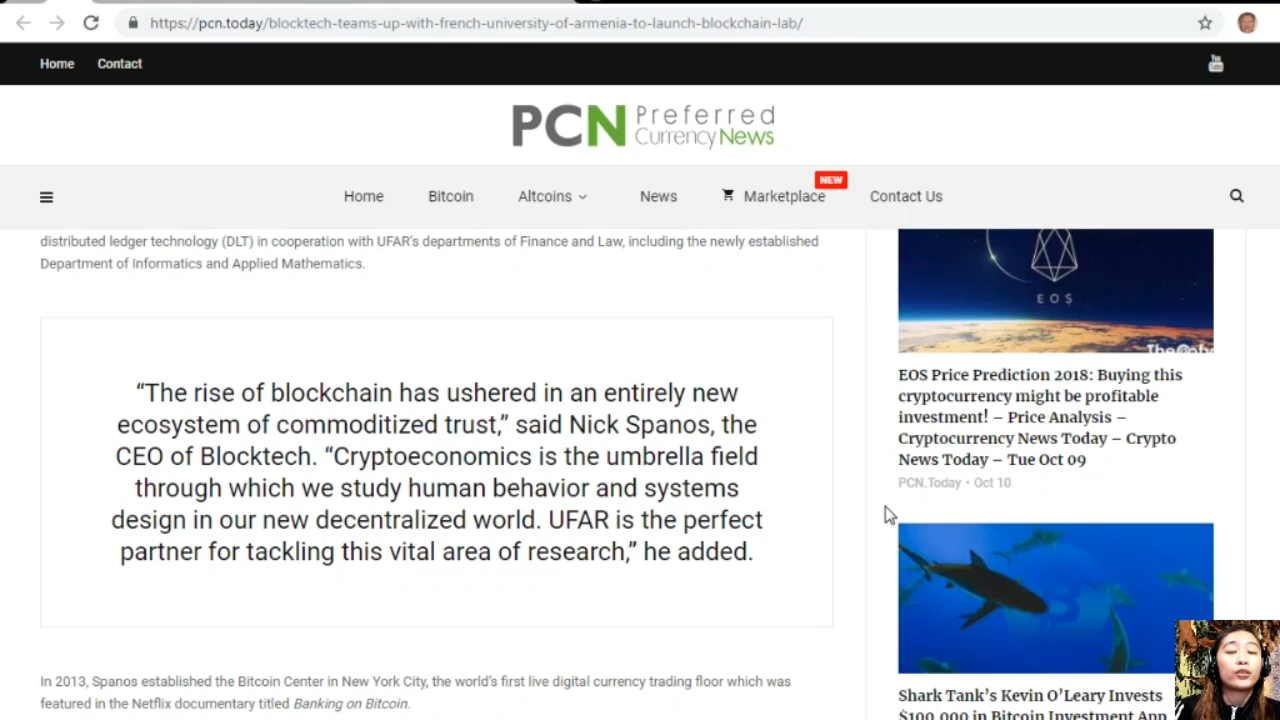 https://pcn.today/blocktech-teams-up-with-french-university-of-armenia-to-launch-blockchain-lab/
Home Contact
You
PCN Preferred
Currency News
NEW
Home Bitcoin Altcoins News Marketplace Contact Us
distributed ledger technology (DLT) in cooperation with UFAR's departments of Finance and Law, including the newly established
Department of Informatics and Applied Mathematics.
“The rise of blockchain has ushered in an entirely new
ecosystem of commoditized trust,” said Nick Spanos, the
CEO of Blocktech. “Cryptoeconomics is the umbrella field
through which we study human behavior and systems
design in our new decentralized world. UFAR is the perfect
partner for tackling this vital area of research,” he added.
In 2013, Spanos established the Bitcoin Center in New York City, the world's first live digital currency trading floor which was
featured in the Netflix documentary titled Banking on Bitcoin.
EOS
EOS Price Prediction 2018: Buying this
cryptocurrency might be profitable
investment! – Price Analysis –
Cryptocurrency News Today – Crypto
News Today – Tue Oct 09
PCN.Today • Oct 10
Shark Tank's Kevin O'Leary Invests
$100,000 in Bitcoin Investment App